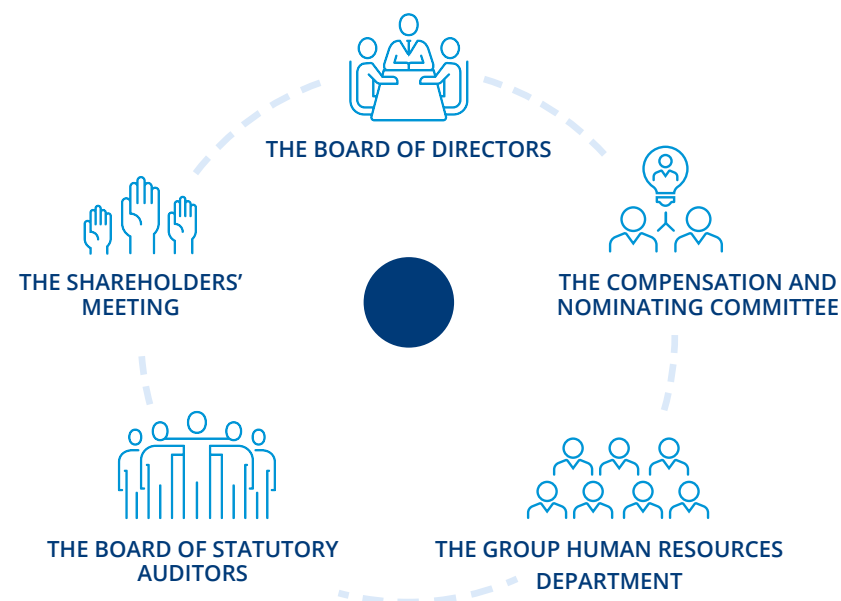 THE BOARD OF DIRECTORS
THE SHAREHOLDERS’
MEETING
THE COMPENSATION AND
NOMINATING COMMITTEE
THE BOARD OF STATUTORY
AUDITORS
THE GROUP HUMAN RESOURCES
DEPARTMENT